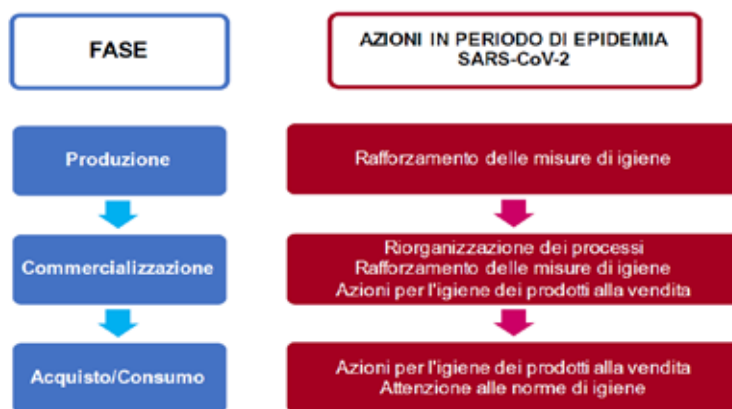 FASE
AZIONI IN PERIODO DI EPIDEMIA
SARS-CoV-2
Produzione
Rafforzamento delle misure di igiene
Commercializzazione
Riorganizzazione dei processi
Rafforzamento delle misure di igiene
Azioni per l'igiene dei prodotti alla vendita
Acquisto/Consumo
Azioni per l'igiene dei prodotti alla vendita
Attenzione alle norme di igiene